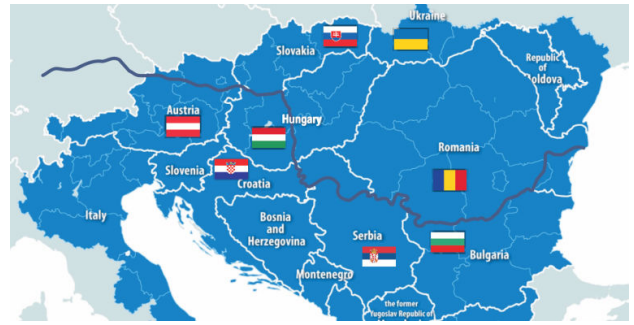 Ukraine
Slovakia
Republic
of
oldova
Austria
Hungary
Romania
Slovenia
Croatia
Italy
Bosnia
and
Herzegovina
Serbia
Bulgaria
Montenegro
the former
Yugoslav Republic of